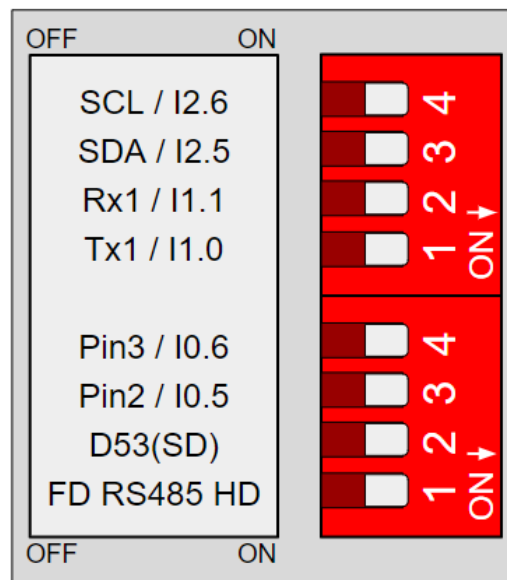 OFF ON
SCL / I2.6 4
SDA / I2.5 3
Rx1 / I1.1 2
Tx1 / I1.0 1 ON
Pin3 / I0.6 4
Pin2 / I0.5 3
D53(SD) 2
FD RS485 HD 1 ON
OFF ON